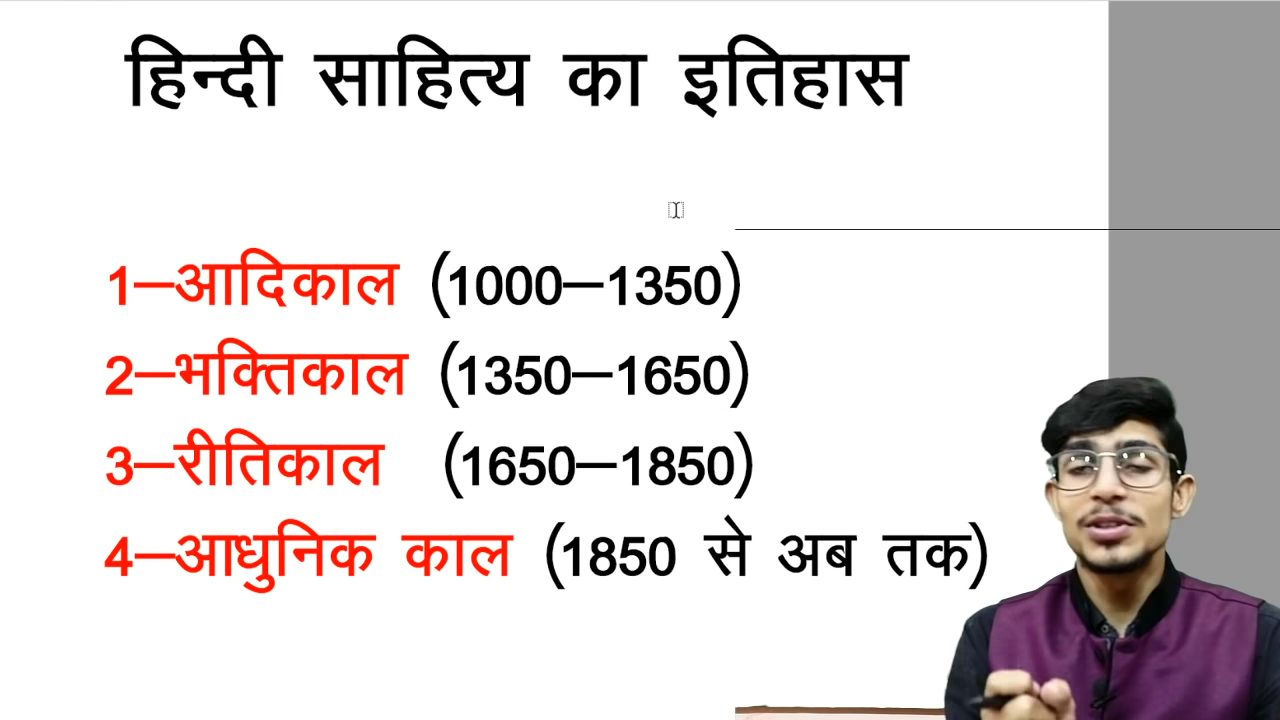 हिन्दी साहित्य का इतिहास
1–आदिकाल (1000–1350)
2–भक्तिकाल (1350–1650)
3–रीतिकाल (1650–1850)
4–आधुनिक काल (1850 से अब तक)